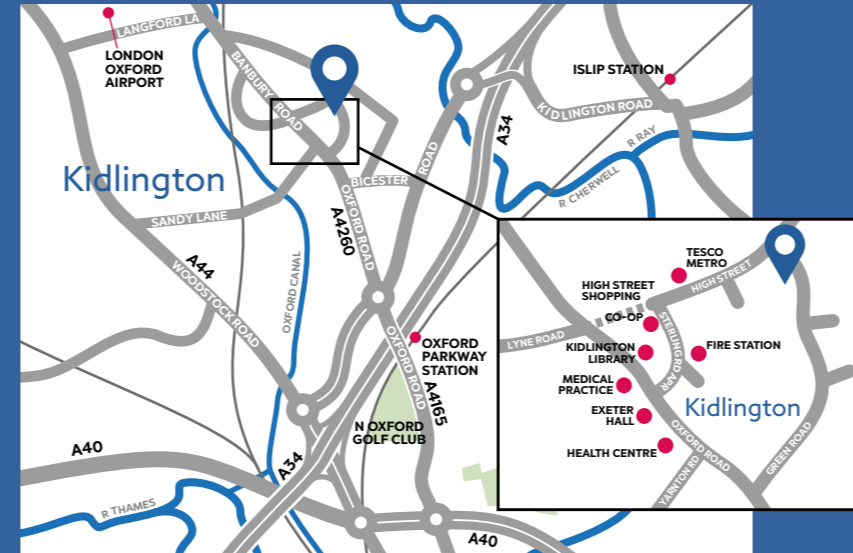 LANGFORD LA
LONDON
OXFORD
AIRPORT
BANBURY ROAD
ISLIP STATION
KIDLINGTON ROAD
A34
R RAY
R CHERWELL
Kidlington
BICESTER ROAD
OXFORD ROAD
A4260
SANDY LANE
A44
WOODSTOCK ROAD
OXFORD CANAL
OXFORD
PARKWAY
STATION
OXFORD ROAD
A4165
N OXFORD
GOLF CLUB
A40
A34
R THAMES
A40
TESCO
METRO
HIGH STREET
HIGH STREET
SHOPPING
CO-OP
LYNE ROAD
STERLING RD APR
KIDLINGTON
LIBRARY
FIRE STATION
MEDICAL
PRACTICE
Kidlington
EXETER
HALL
HEALTH CENTRE
OXFORD ROAD
YARNTON RD
GREEN ROAD